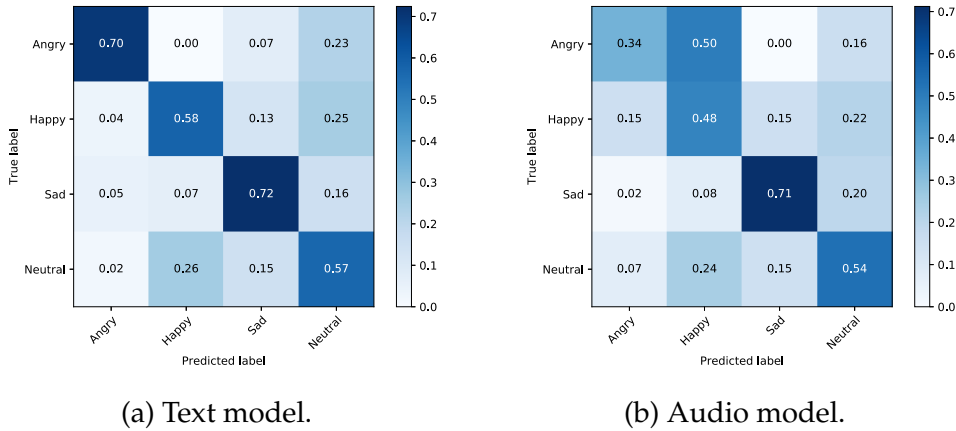 Angry 0.70 0.00 0.07 0.23
Happy 0.04 0.58 0.13 0.25
Sad 0.05 0.07 0.72 0.16
Neutral 0.02 0.26 0.15 0.57
Angry Happy Sad Neutral
Predicted label
True label
0.7
0.6
0.5
0.4
0.3
0.2
0.1
0.0
(a) Text model.
Angry 0.34 0.50 0.00 0.16
Happy 0.15 0.48 0.15 0.22
Sad 0.02 0.08 0.71 0.20
Neutral 0.07 0.24 0.15 0.54
Angry Happy Sad Neutral
Predicted label
True label
0.7
0.6
0.5
0.4
0.3
0.2
0.1
0.0
(b) Audio model.